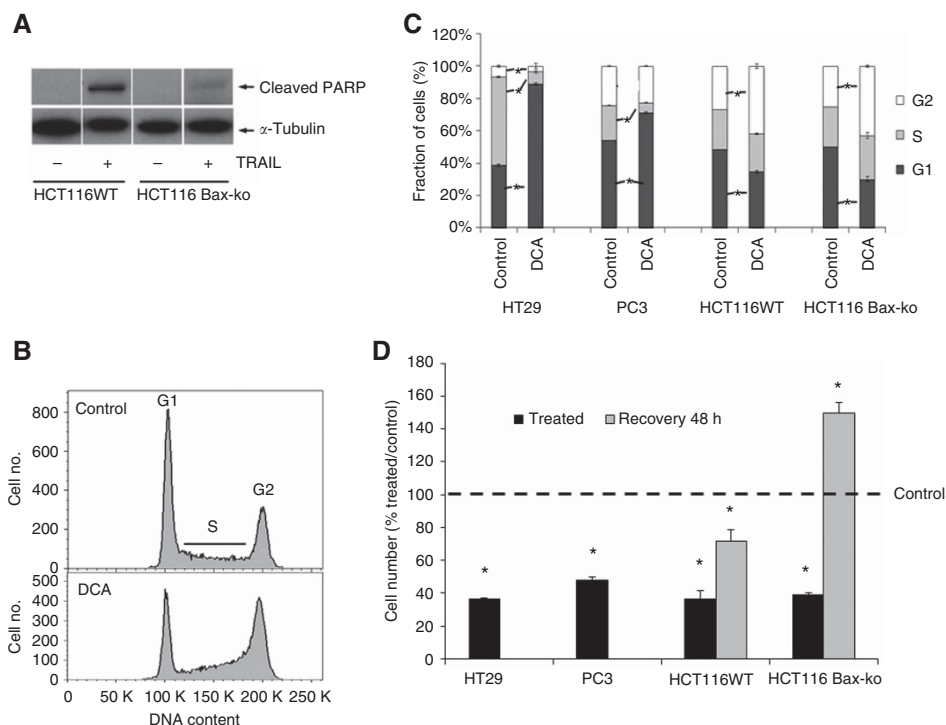 A
Cleaved PARP
α-Tubulin
– + – + TRAIL
HCT116WT HCT116 Bax-ko
B
Control
G1
S
G2
Cell no.
800
600
400
200
0
DCA
Cell no.
500
400
300
200
100
0
0 50 K 100 K 150 K 200 K 250 K
DNA content
C
Fraction of cells (%)
120%
100%
80%
60%
40%
20%
0%
* * * * * * * * *
G2
S
G1
Control DCA Control DCA Control DCA Control DCA
HT29 PC3 HCT116WT HCT116 Bax-ko
D
Cell number (% treated/control)
180
160
140
120
100
80
60
40
20
0
Treated Recovery 48 h
Control
* * * * * *
HT29 PC3 HCT116WT HCT116 Bax-ko